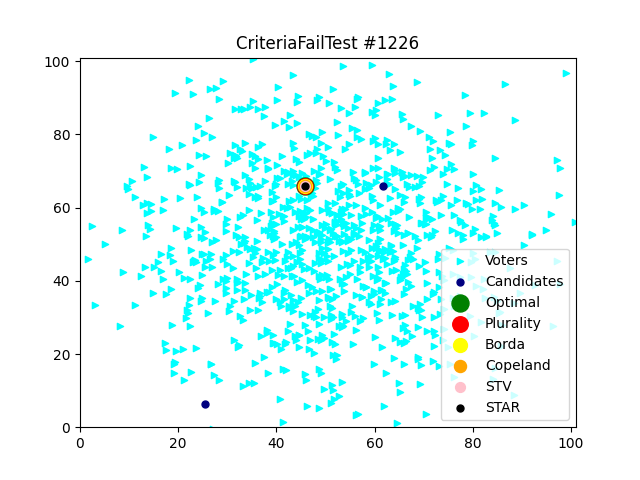 CriteriaFailTest #1226
100
80
60
40
20
0
0 20 40 60 80 100
Voters
Candidates
Optimal
Plurality
Borda
Copeland
STV
STAR